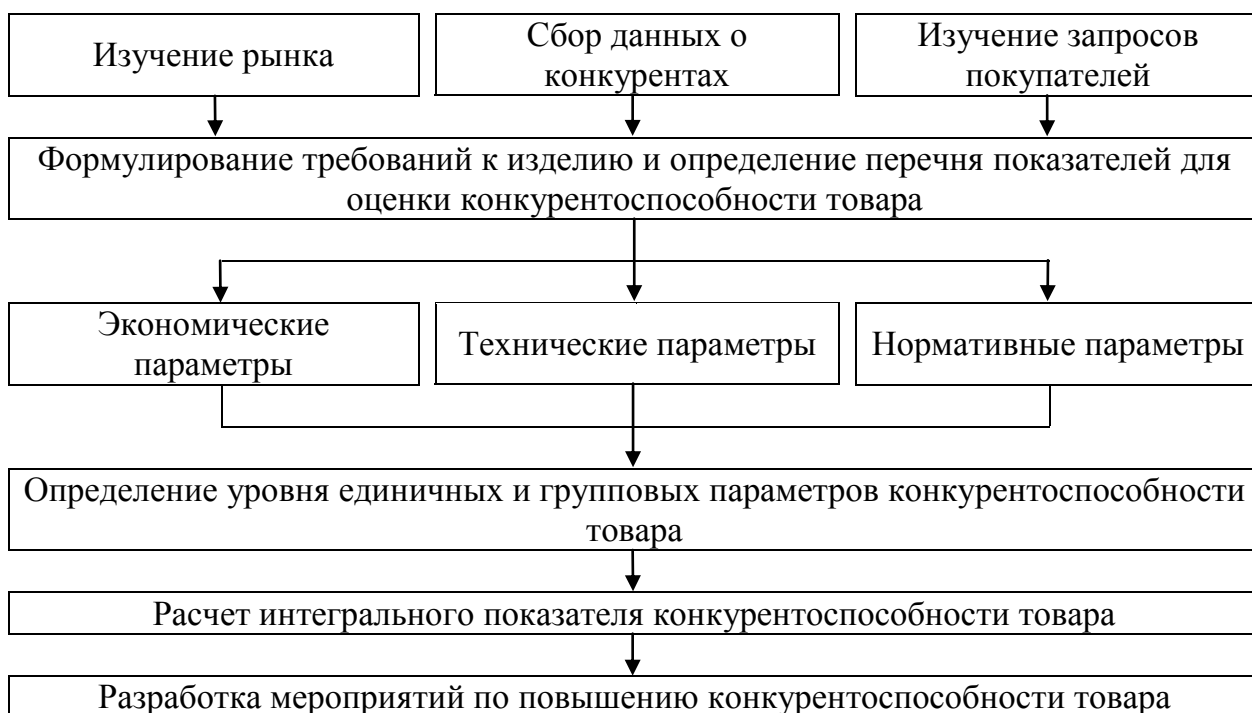 Изучение рынка
Сбор данных о
конкурентах
Изучение запросов
покупателей
Формулирование требований к изделию и определение перечня показателей для
оценки конкурентоспособности товара
Экономические
параметры
Технические параметры
Нормативные параметры
Определение уровня единичных и групповых параметров конкурентоспособности
товара
Расчет интегрального показателя конкурентоспособности товара
Разработка мероприятий по повышению конкурентоспособности товара